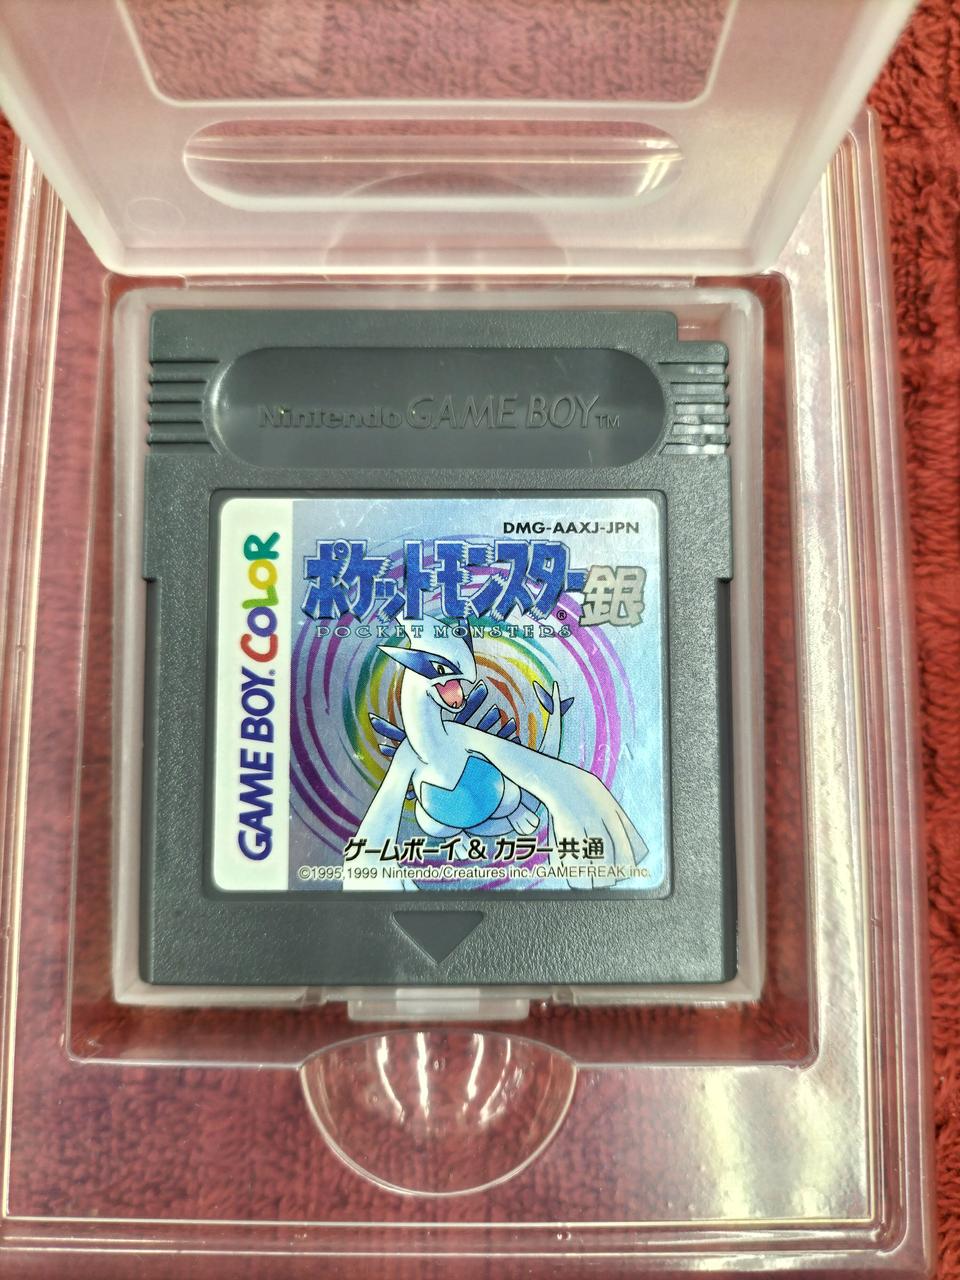 Nintendo GAME BOY™
DMG-AAXJ-JPN
ポケットモンスター®銀
POCKET MONSTERS
GAME BOY COLOR
ゲームボーイ & カラー共通
©1995,1999 Nintendo/Creatures inc./GAMEFREAK inc.